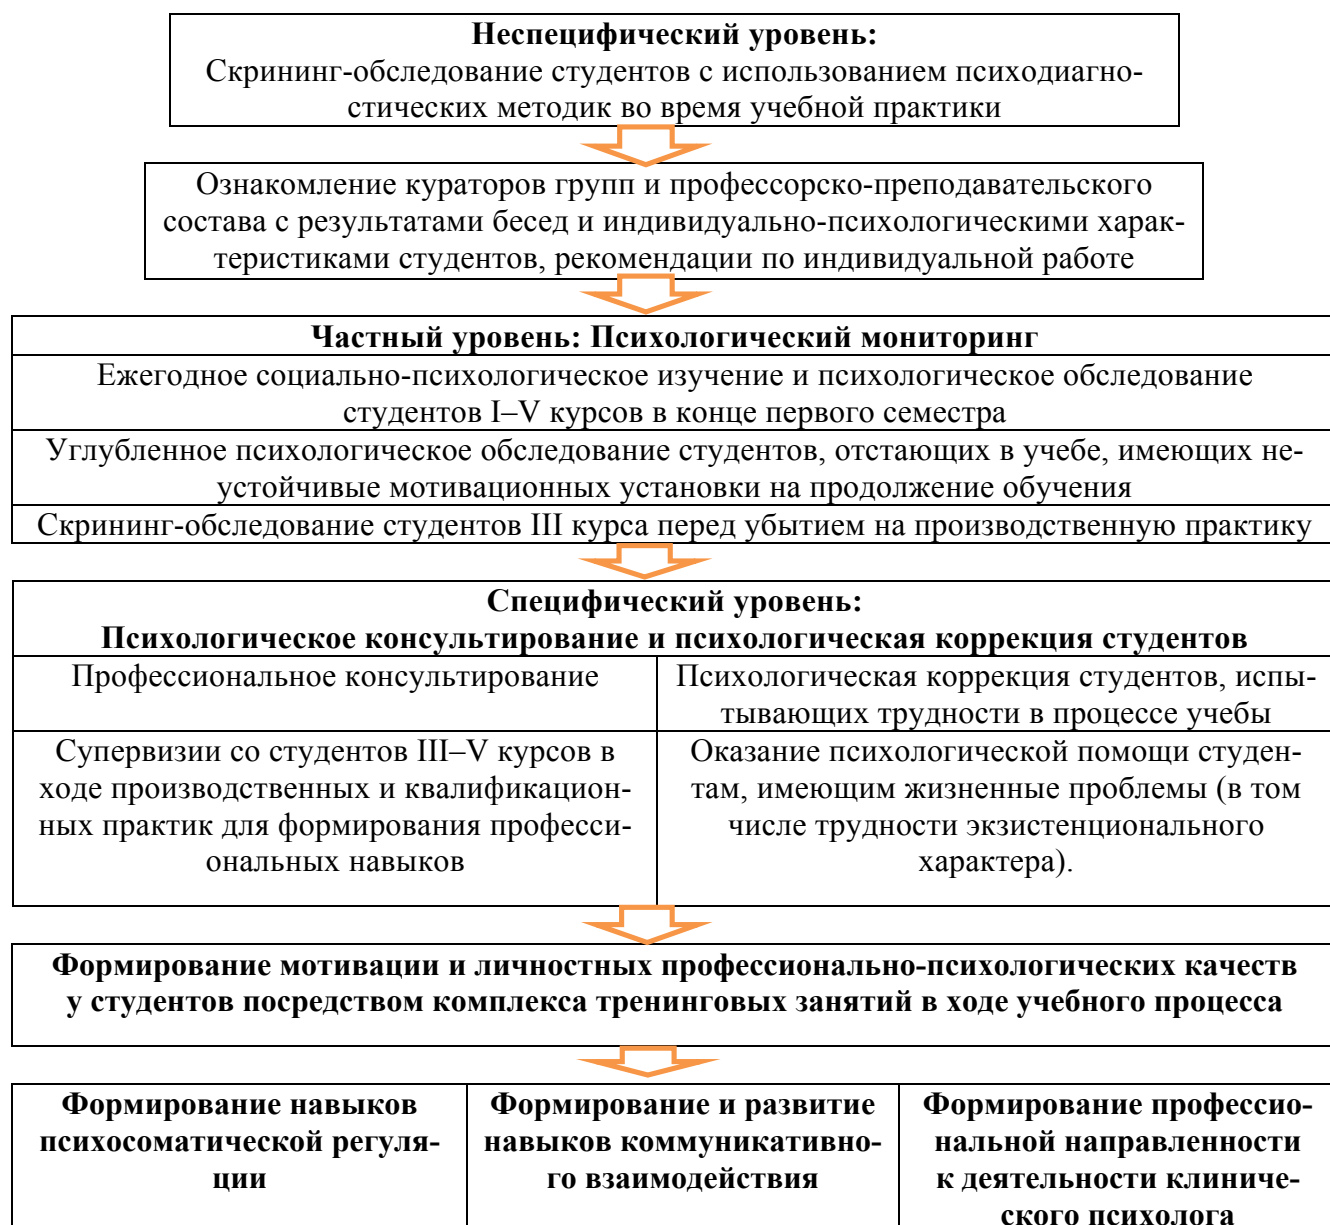 Неспецифический уровень:
Скрининг-обследование студентов с использованием психодиагно-
стических методик во время учебной практики
Ознакомление кураторов групп и профессорско-преподавательского
состава с результатами бесед и индивидуально-психологическими харак-
теристиками студентов, рекомендации по индивидуальной работе
Частный уровень: Психологический мониторинг
Ежегодное социально-психологическое изучение и психологическое обследование
студентов I–V курсов в конце первого семестра
Углубленное психологическое обследование студентов, отстающих в учебе, имеющих не-
устойчивые мотивационных установки на продолжение обучения
Скрининг-обследование студентов III курса перед убытием на производственную практику
Специфический уровень:
Психологическое консультирование и психологическая коррекция студентов
Профессиональное консультирование
Психологическая коррекция студентов, испы-
тывающих трудности в процессе учебы
Супервизии со студентов III–V курсов в
ходе производственных и квалификацион-
ных практик для формирования професси-
ональных навыков
Оказание психологической помощи студен-
там, имеющим жизненные проблемы (в том
числе трудности экзистенционального
характера).
Формирование мотивации и личностных профессионально-психологических качеств
у студентов посредством комплекса тренинговых занятий в ходе учебного процесса
Формирование навыков
психосоматической регуля-
ции
Формирование и развитие
навыков коммуникативно-
го взаимодействия
Формирование профессио-
нальной направленности
к деятельности клиниче-
ского психолога